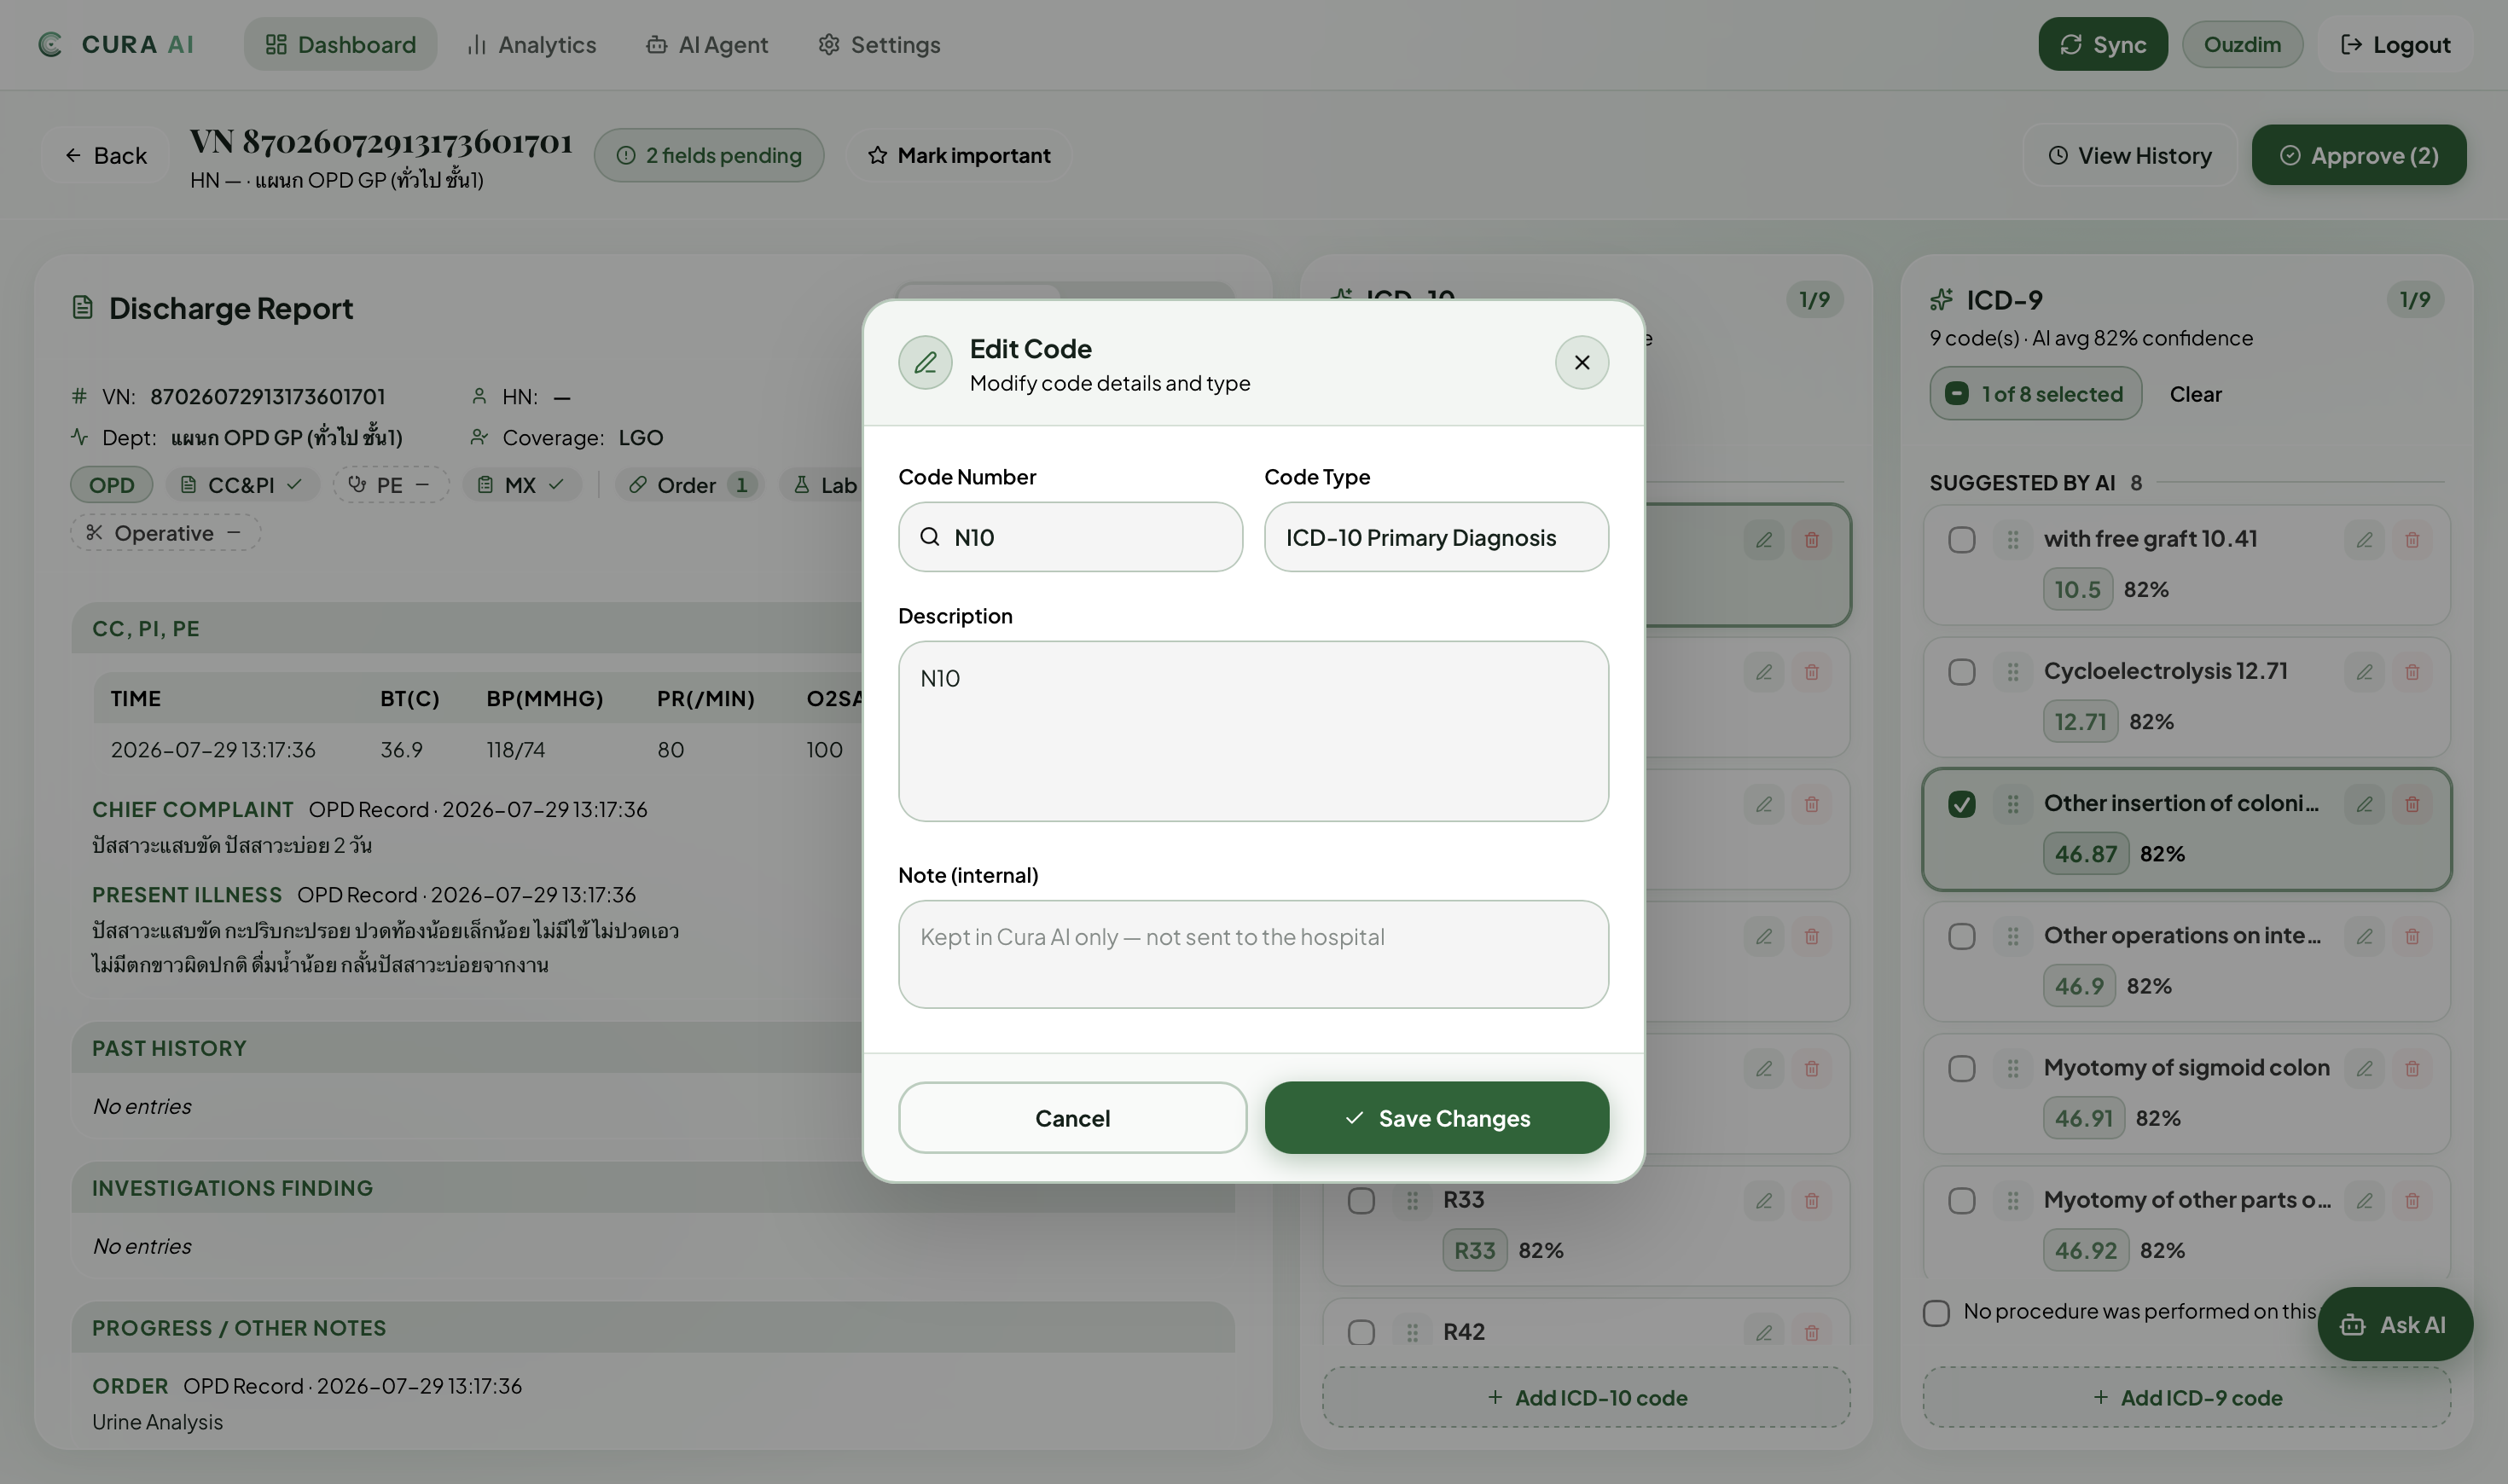 CURA AI
Dashboard
Analytics
AI Agent
Settings
Sync
Ouzdim
Logout
Back
VN 87026072913173601701
HN — · แผนก OPD GP (ทั่วไป ชั้น1)
2 fields pending
Mark important
View History
Approve (2)
Discharge Report
VN: 87026072913173601701
HN: —
Dept: แผนก OPD GP (ทั่วไป ชั้น1)
Coverage: LGO
OPD
CC&PI
PE —
MX
Order 1
Lab
Operative —
CC, PI, PE
TIME BT(C) BP(MMHG) PR(/MIN)
2026-07-29 13:17:36 36.9 118/74 80 100
CHIEF COMPLAINT OPD Record · 2026-07-29 13:17:36
ปัสสาวะแสบขัด ปัสสาวะบ่อย 2 วัน
PRESENT ILLNESS OPD Record · 2026-07-29 13:17:36
ปัสสาวะแสบขัด กะปริบกะปรอย ปวดท้องน้อยเล็กน้อย ไม่มีไข้ ไม่ปวดเอว
ไม่มีตกขาวผิดปกติ ดื่มน้ำน้อย กลั้นปัสสาวะบ่อยจากงาน
PAST HISTORY
No entries
INVESTIGATIONS FINDING
No entries
PROGRESS / OTHER NOTES
ORDER OPD Record · 2026-07-29 13:17:36
Urine Analysis
Edit Code
Modify code details and type
Code Number
N10
Code Type
ICD-10 Primary Diagnosis
Description
N10
Note (internal)
Kept in Cura AI only — not sent to the hospital
Cancel
Save Changes
ICD-10
1/9
R33
R33 82%
R42
+ Add ICD-10 code
ICD-9
1/9
9 code(s) · AI avg 82% confidence
1 of 8 selected
Clear
SUGGESTED BY AI 8
with free graft 10.41
10.5 82%
Cycloelectrolysis 12.71
12.71 82%
Other insertion of coloni...
46.87 82%
Other operations on inte...
46.9 82%
Myotomy of sigmoid colon
46.91 82%
Myotomy of other parts o...
46.92 82%
No procedure was performed on this
Ask AI
+ Add ICD-9 code